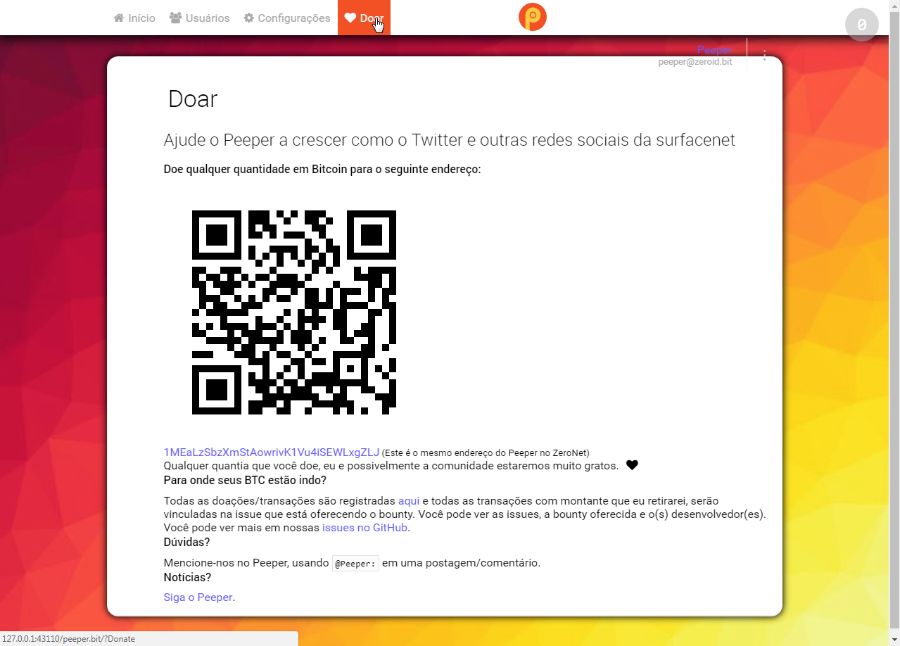 Início Usuários Configurações Doar
0
Peeper
peeper@zeroid.bit
Doar
Ajude o Peeper a crescer como o Twitter e outras redes sociais da surfacenet
Doe qualquer quantidade em Bitcoin para o seguinte endereço:
1MEaLzSbzXmStAowrivK1Vu4iSEWLxgZLJ (Este é o mesmo endereço do Peeper no ZeroNet)
Qualquer quantia que você doe, eu e possivelmente a comunidade estaremos muito gratos.
Para onde seus BTC estão indo?
Todas as doações/transações são registradas aqui e todas as transações com montante que eu retirarei, serão
vinculadas na issue que está oferecendo o bounty. Você pode ver as issues, a bounty oferecida e o(s) desenvolvedor(es).
Você pode ver mais em nossas issues no GitHub.
Dúvidas?
Mencione-nos no Peeper, usando @Peeper: em uma postagem/comentário.
Notícias?
Siga o Peeper.
127.0.0.1:43110/peeper.bit/?Donate